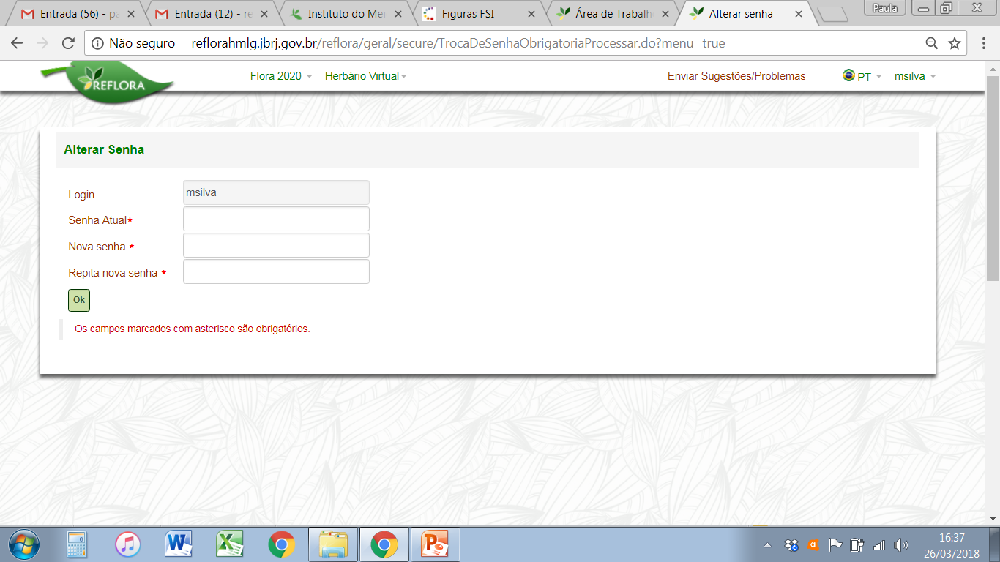 Entrada (56) - pa
Entrada (12) - re
Instituto do Mei
Figuras FSI
Área de Trabalh
Alterar senha
Paula
Não seguro
reflorahmlg.jbrj.gov.br/reflora/geral/secure/TrocaDeSenhaObrigatoriaProcessar.do?menu=true
REFLORA
Flora 2020
Herbário Virtual
Enviar Sugestões/Problemas
PT
msilva
Alterar Senha
Login
msilva
Senha Atual*
Nova senha *
Repita nova senha *
Ok
Os campos marcados com asterisco são obrigatórios.
16:37
26/03/2018